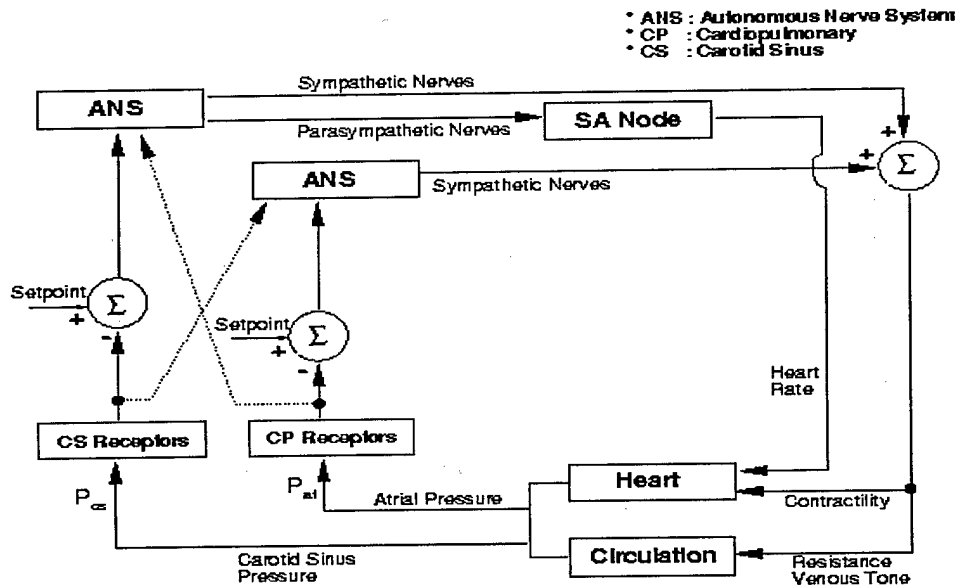 * ANS : Autonomous Nerve System
* CP : Cardiopulmonary
* CS : Carotid Sinus
Sympathetic Nerves
ANS
Parasympathetic Nerves
SA Node
+
+
Σ
ANS
Sympathetic Nerves
Setpoint
+
Σ
-
Setpoint
+
Σ
-
Heart
Rate
CS Receptors
CP Receptors
P cs
P at
Atrial Pressure
Heart
Contractility
Carotid Sinus
Pressure
Circulation
Resistance
Venous Tone